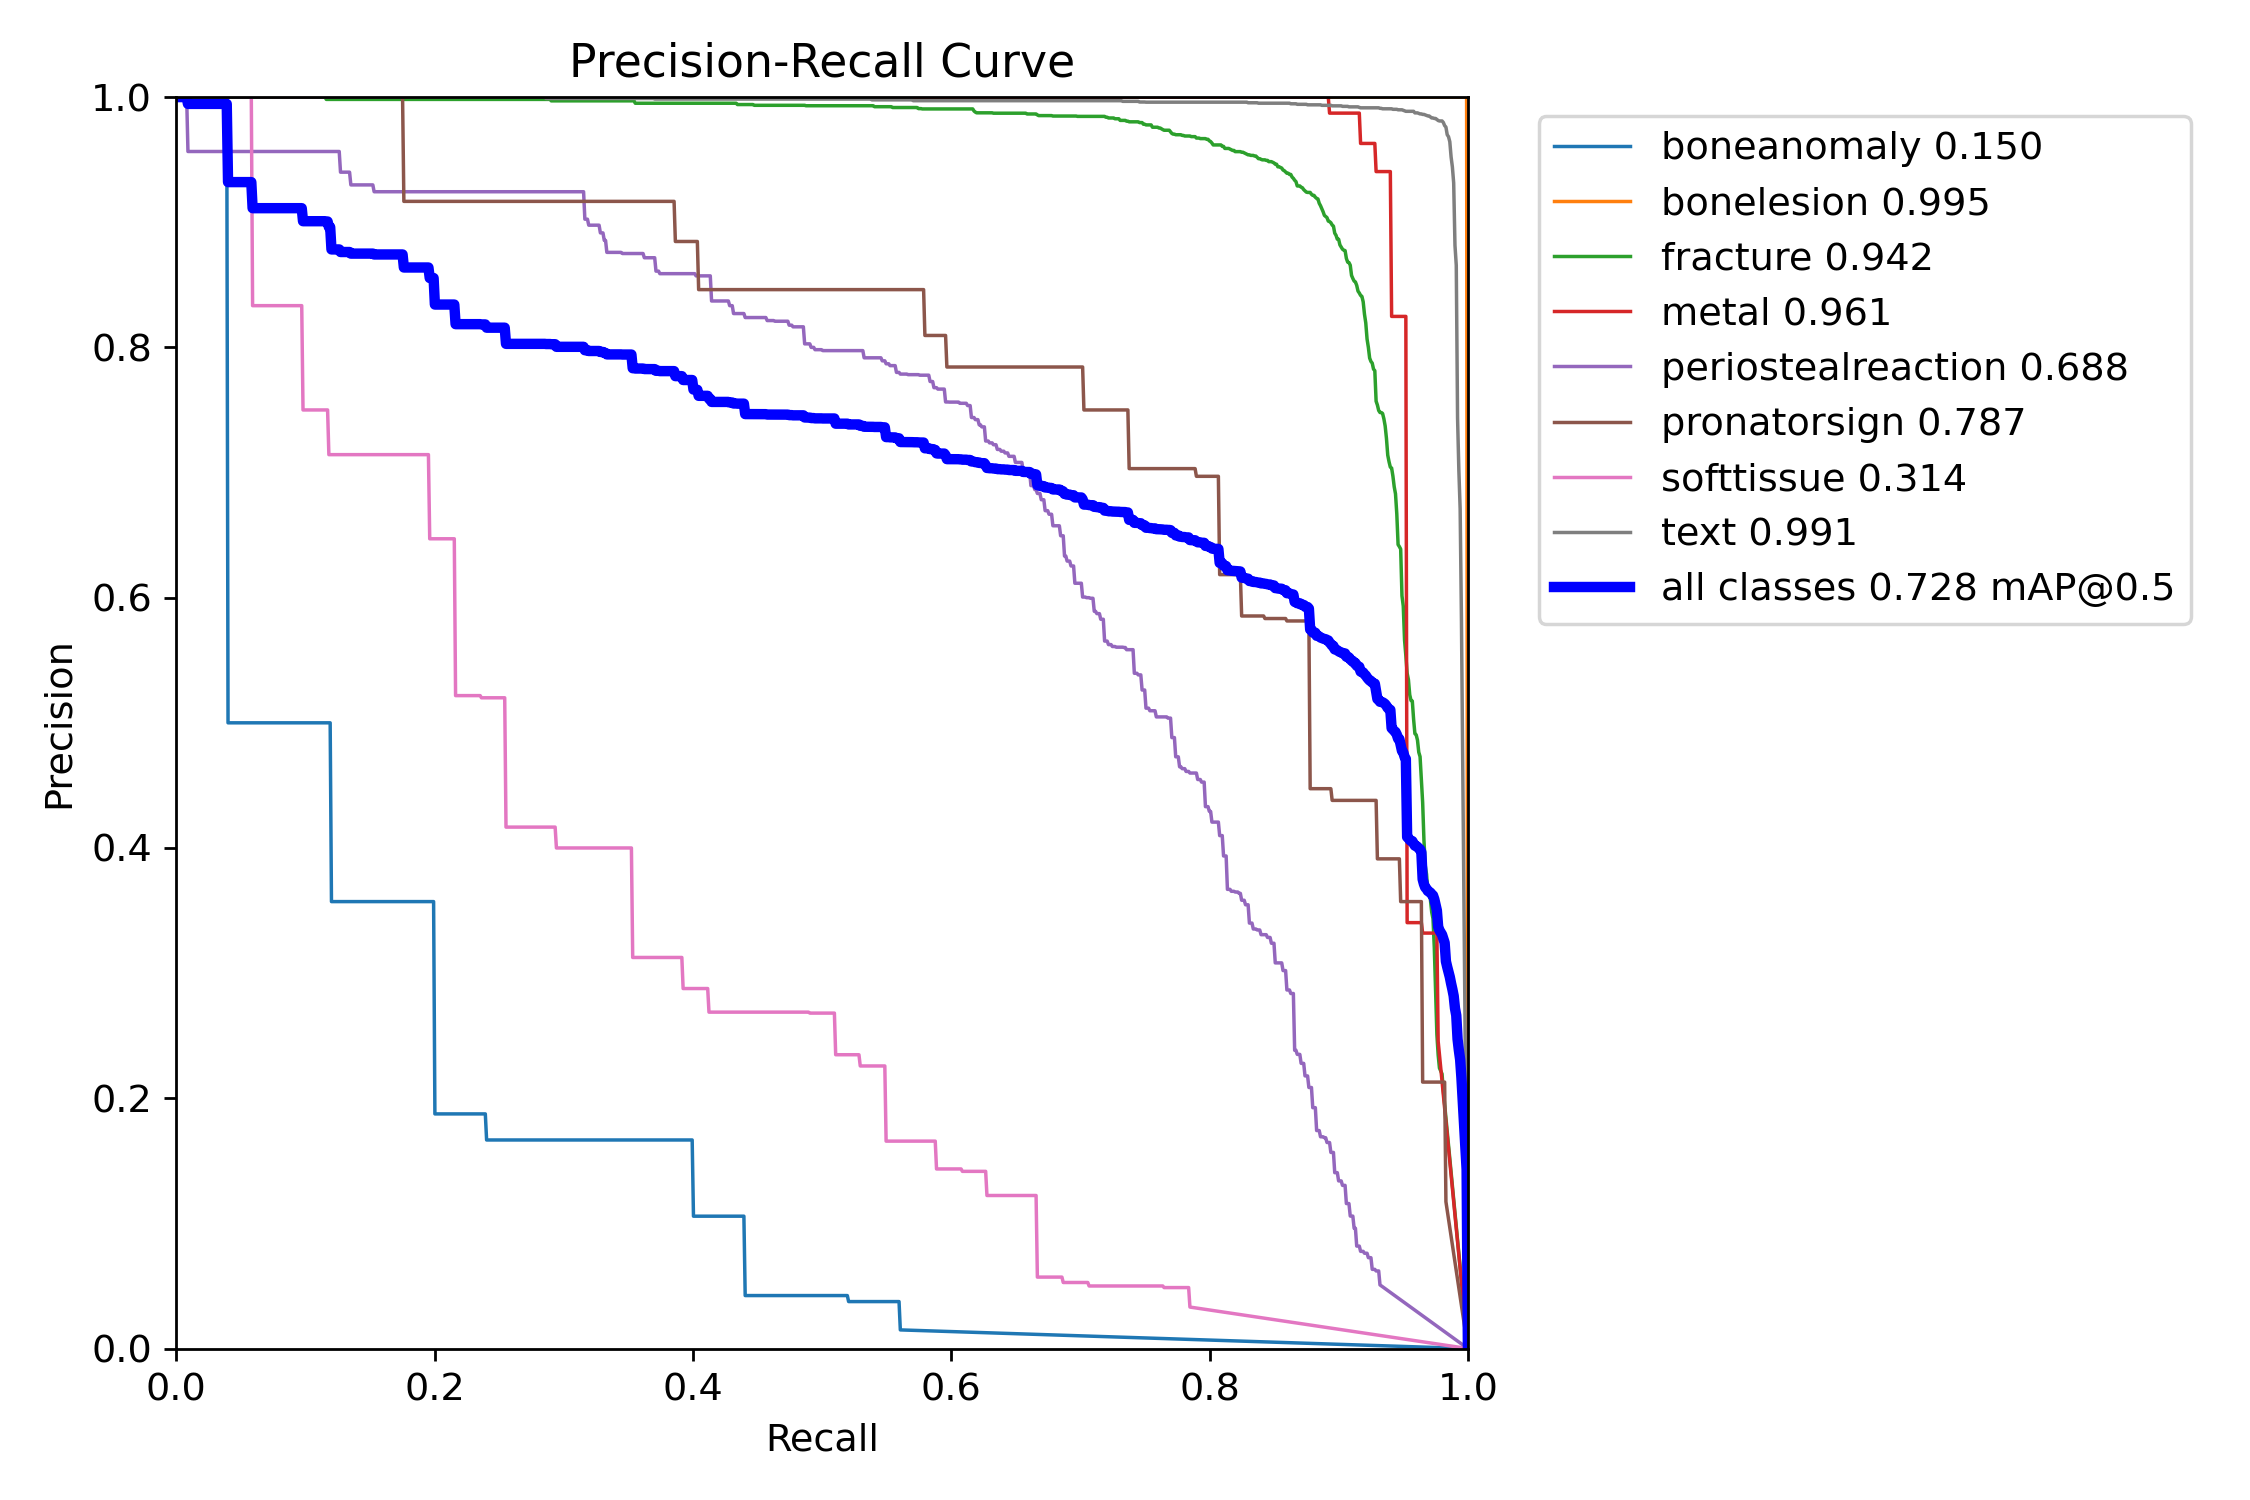 Precision-Recall Curve
1.0
0.8
0.6
0.4
0.2
0.0
Precision
0.0 0.2 0.4 0.6 0.8 1.0
Recall
boneanomaly 0.150
bonelesion 0.995
fracture 0.942
metal 0.961
periostealreaction 0.688
pronatorsign 0.787
softtissue 0.314
text 0.991
all classes 0.728 mAP@0.5